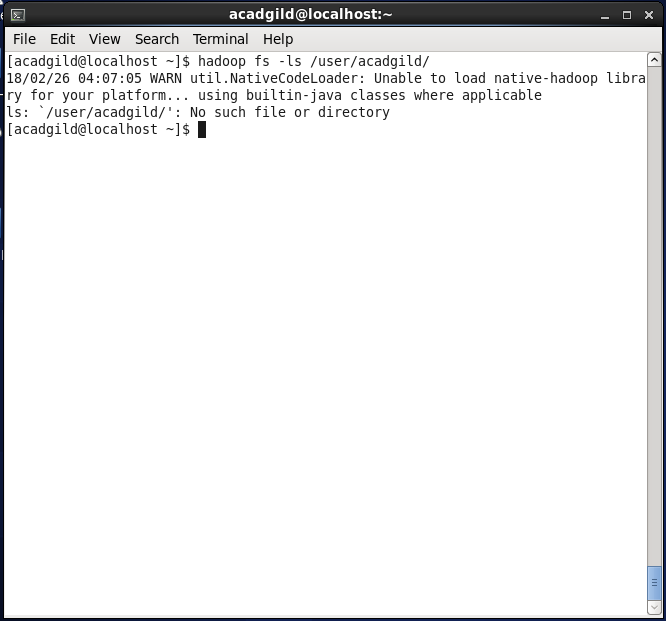 acadgild@localhost:~
File Edit View Search Terminal Help
[acadgild@localhost ~]$ hadoop fs -ls /user/acadgild/
18/02/26 04:07:05 WARN util.NativeCodeLoader: Unable to load native-hadoop libra
ry for your platform... using builtin-java classes where applicable
ls: `/user/acadgild/': No such file or directory
[acadgild@localhost ~]$